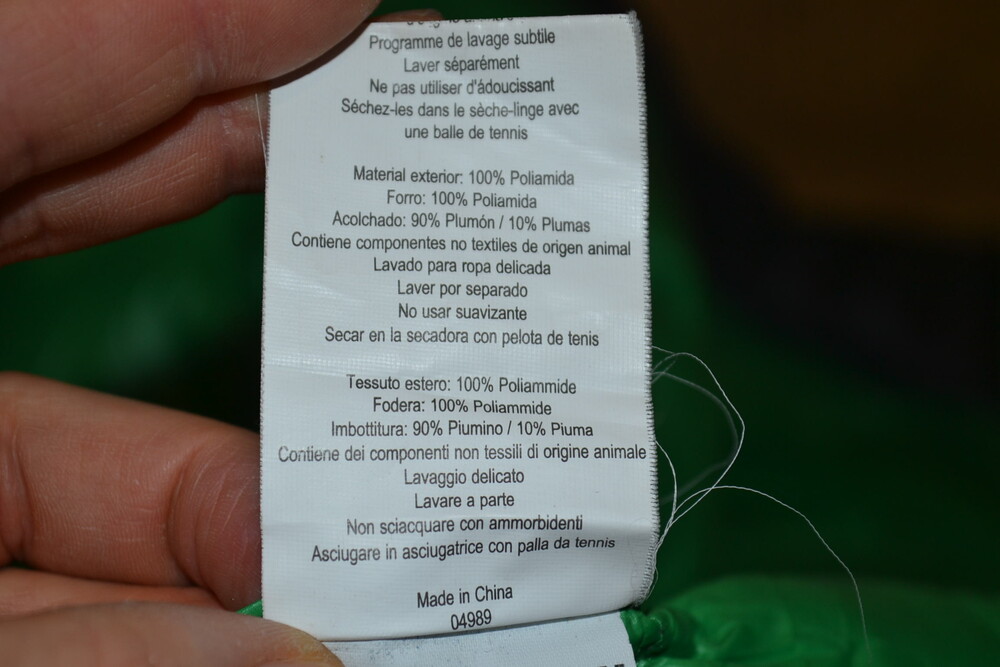 Programme de lavage subtile
Laver séparément
Ne pas utiliser d'ádoucissant
Séchez-les dans le sèche-linge avec
une balle de tennis
Material exterior: 100% Poliamida
Forro: 100% Poliamida
Acolchado: 90% Plumón / 10% Plumas
Contiene componentes no textiles de origen animal
Lavado para ropa delicada
Laver por separado
No usar suavizante
Secar en la secadora con pelota de tenis
Tessuto estero: 100% Poliammide
Fodera: 100% Poliammide
Imbottitura: 90% Piumino / 10% Piuma
Contiene dei componenti non tessili di origine animale
Lavaggio delicato
Lavare a parte
Non sciacquare con ammorbidenti
Asciugare in asciugatrice con palla da tennis
Made in China
04989